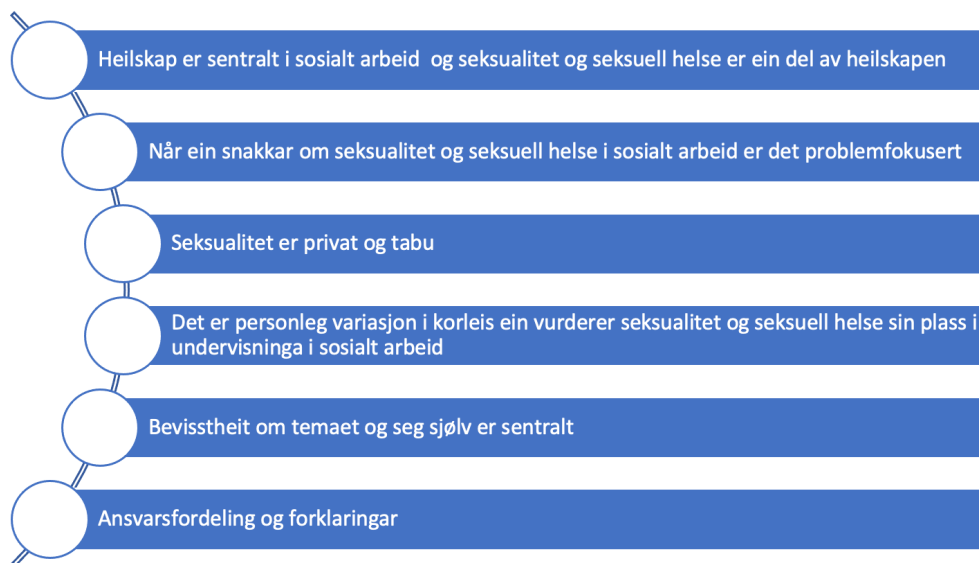 Heilskap er sentralt i sosialt arbeid og seksualitet og seksuell helse er ein del av heilskapen
Når ein snakkar om seksualitet og seksuell helse i sosialt arbeid er det problemfokusert
Seksualitet er privat og tabu
Det er personleg variasjon i korleis ein vurderer seksualitet og seksuell helse sin plass i
undervisninga i sosialt arbeid
Bevisstheit om temaet og seg sjølv er sentralt
Ansvarsfordeling og forklaringar